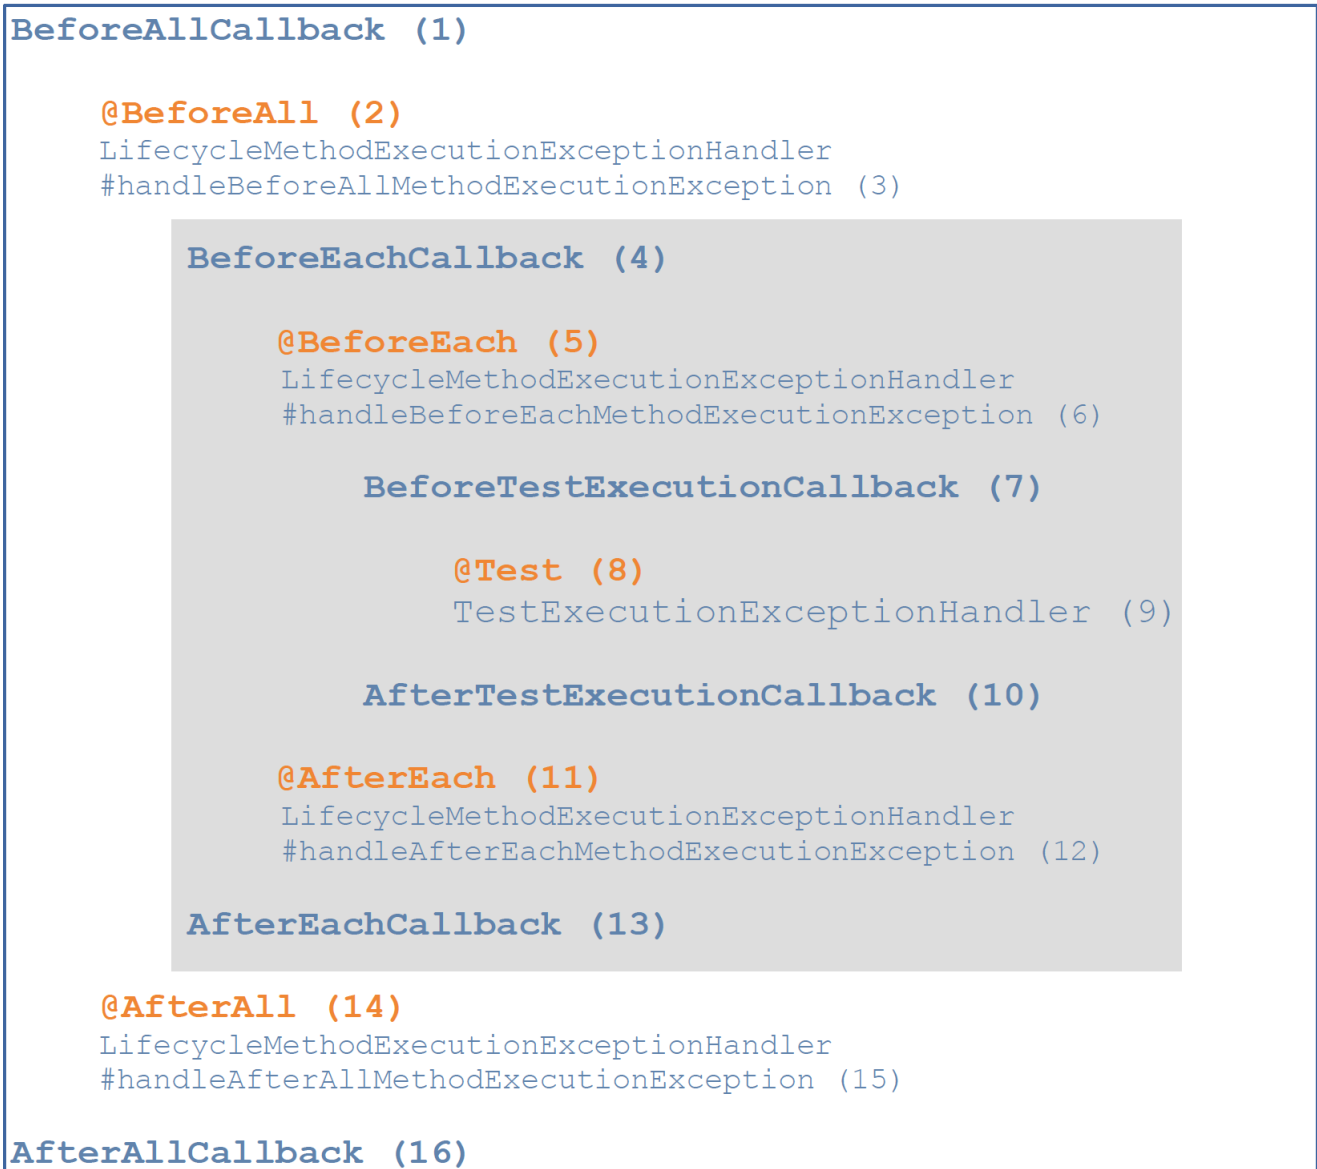 BeforeAllCallback (1)
@BeforeAll (2)
LifecycleMethodExecutionExceptionHandler
#handleBeforeAllMethodExecutionException (3)
BeforeEachCallback (4)
@BeforeEach (5)
LifecycleMethodExecutionExceptionHandler
#handleBeforeEachMethodExecutionException (6)
BeforeTestExecutionCallback (7)
@Test (8)
TestExecutionExceptionHandler (9)
AfterTestExecutionCallback (10)
@AfterEach (11)
LifecycleMethodExecutionExceptionHandler
#handleAfterEachMethodExecutionException (12)
AfterEachCallback (13)
@AfterAll (14)
LifecycleMethodExecutionExceptionHandler
#handleAfterAllMethodExecutionException (15)
AfterAllCallback (16)